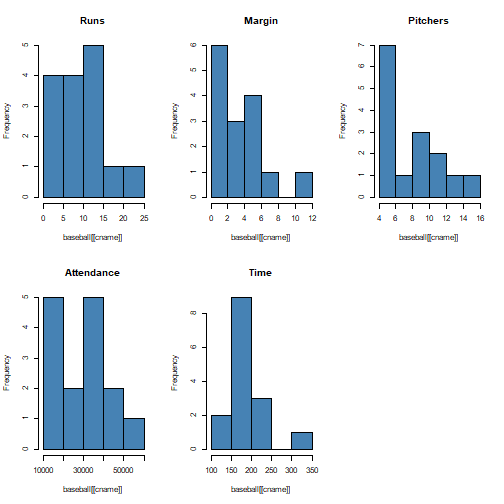 Runs
Frequency
0 1 2 3 4 5
0 5 10 15 20 25
baseball[[cname]]
Margin
Frequency
0 1 2 3 4 5 6
0 2 4 6 8 10 12
baseball[[cname]]
Pitchers
Frequency
0 1 2 3 4 5 6 7
4 6 8 10 12 14 16
baseball[[cname]]
Attendance
Frequency
0 1 2 3 4 5
10000 30000 50000
baseball[[cname]]
Time
Frequency
0 2 4 6 8
100 150 200 250 300 350
baseball[[cname]]